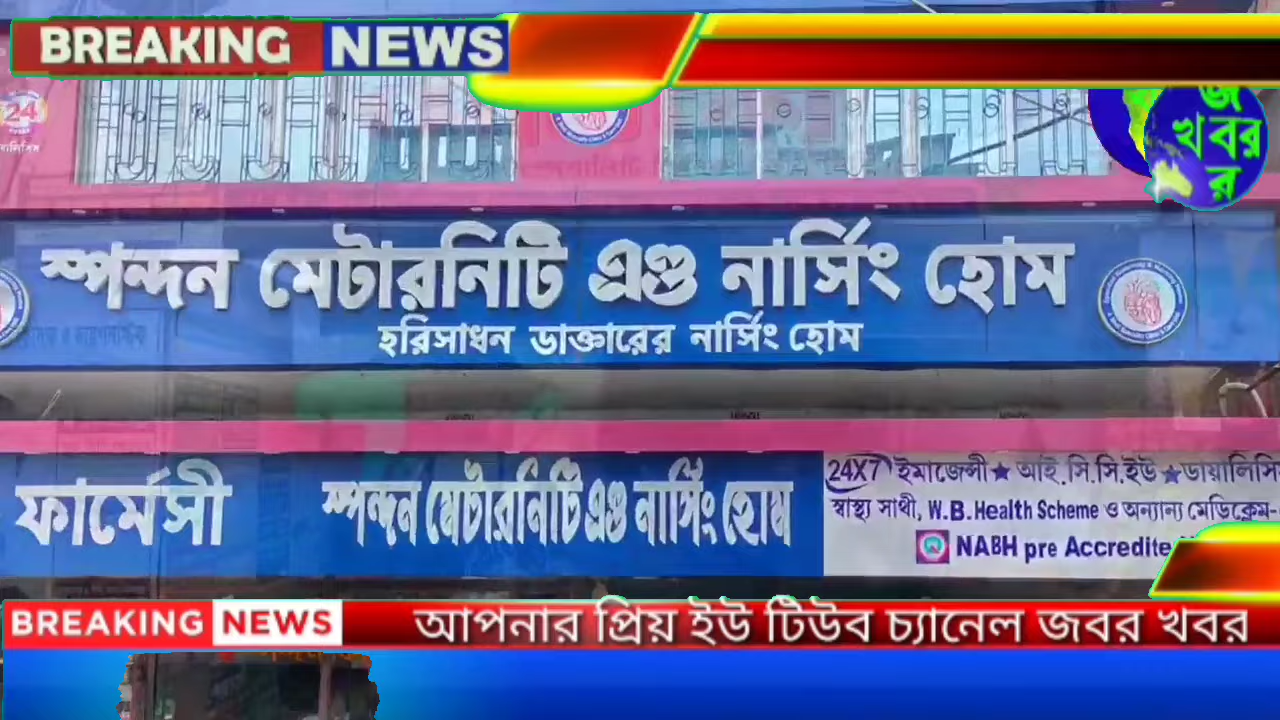 BREAKING NEWS
24
জ
খবর
র
স্পন্দন মেটারনিটি এণ্ড নার্সিং হোম
হরিসাধন ডাক্তারের নার্সিং হোম
ফার্মেসী
স্পন্দন মেটারনিটি এণ্ড নার্সিং হোম
24X7 ইমাজেন্সী ★ আই.সি.সি.ইউ ★ ডায়ালিসি
স্বাস্থ্য সাথী, W.B. Health Scheme ও অন্যান্য মেডিক্লেম-
NABH pre Accredite
BREAKING NEWS আপনার প্রিয় ইউ টিউব চ্যানেল জবর খবর